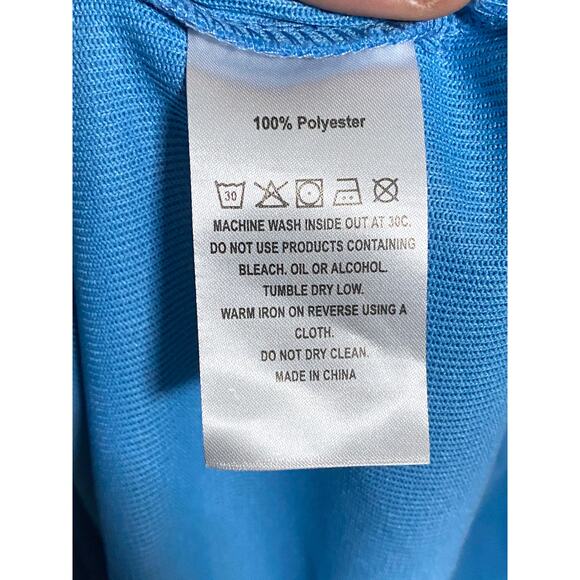 100% Polyester
30
MACHINE WASH INSIDE OUT AT 30C.
DO NOT USE PRODUCTS CONTAINING
BLEACH. OIL OR ALCOHOL.
TUMBLE DRY LOW.
WARM IRON ON REVERSE USING A
CLOTH.
DO NOT DRY CLEAN.
MADE IN CHINA